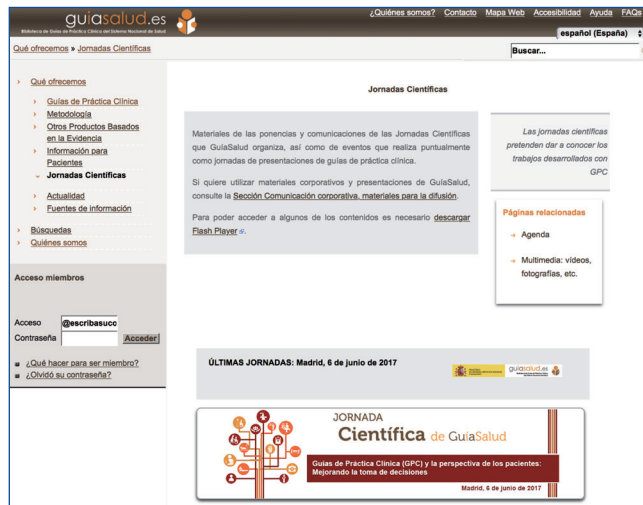 guiasalud.es
Biblioteca de Guías de Práctica Clínica del Sistema Nacional de Salud
¿Quiénes somos? Contacto Mapa Web Accesibilidad Ayuda FAQs
español (España)
Qué ofrecemos » Jornadas Científicas
Buscar...
Qué ofrecemos
Guías de Práctica Clínica
Metodología
Otros Productos Basados
en la Evidencia
Información para
Pacientes
Jornadas Científicas
Actualidad
Fuentes de información
Búsquedas
Quiénes somos
Acceso miembros
Acceso @escribasucc
Contraseña Acceder
¿Qué hacer para ser miembro?
¿Olvidó su contraseña?
Jornadas Científicas
Materiales de las ponencias y comunicaciones de las Jornadas Científicas
que GuíaSalud organiza, así como de eventos que realiza puntualmente
como jornadas de presentaciones de guías de práctica clínica.
Si quiere utilizar materiales corporativos y presentaciones de GuíaSalud,
consulte la Sección Comunicación corporativa, materiales para la difusión.
Para poder acceder a algunos de los contenidos es necesario descargar
Flash Player.
Las jornadas científicas
pretenden dar a conocer los
trabajos desarrollados con
GPC
Páginas relacionadas
Agenda
Multimedia: vídeos,
fotografías, etc.
ÚLTIMAS JORNADAS: Madrid, 6 de junio de 2017
guiasalud.es
JORNADA
Científica de GuíaSalud
Guías de Práctica Clínica (GPC) y la perspectiva de los pacientes:
Mejorando la toma de decisiones
Madrid, 6 de junio de 2017